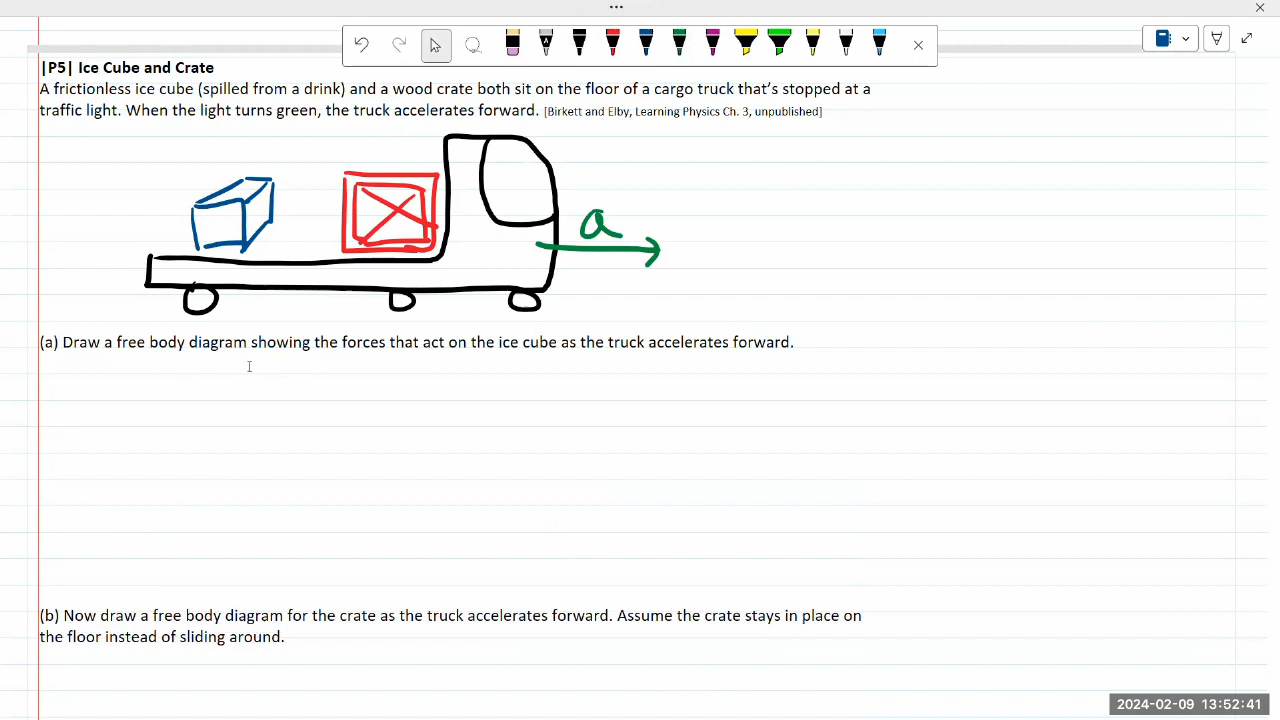 |P5| Ice Cube and Crate
A frictionless ice cube (spilled from a drink) and a wood crate both sit on the floor of a cargo truck that’s stopped at a
traffic light. When the light turns green, the truck accelerates forward. [Birkett and Elby, Learning Physics Ch. 3, unpublished]
a
(a) Draw a free body diagram showing the forces that act on the ice cube as the truck accelerates forward.
(b) Now draw a free body diagram for the crate as the truck accelerates forward. Assume the crate stays in place on
the floor instead of sliding around.
2024-02-09 13:52:41